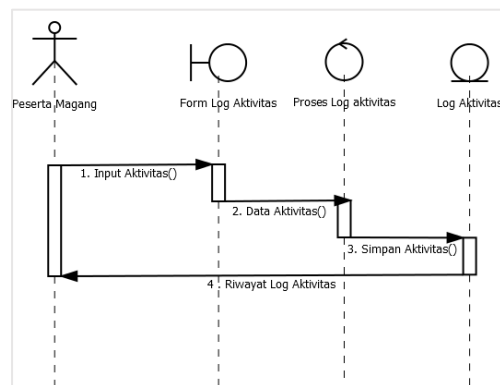 Peserta Magang
Form Log Aktivitas
Proses Log aktivitas
Log Aktivitas
1. Input Aktivitas()
2. Data Aktivitas()
3. Simpan Aktivitas()
4 . Riwayat Log Aktivitas